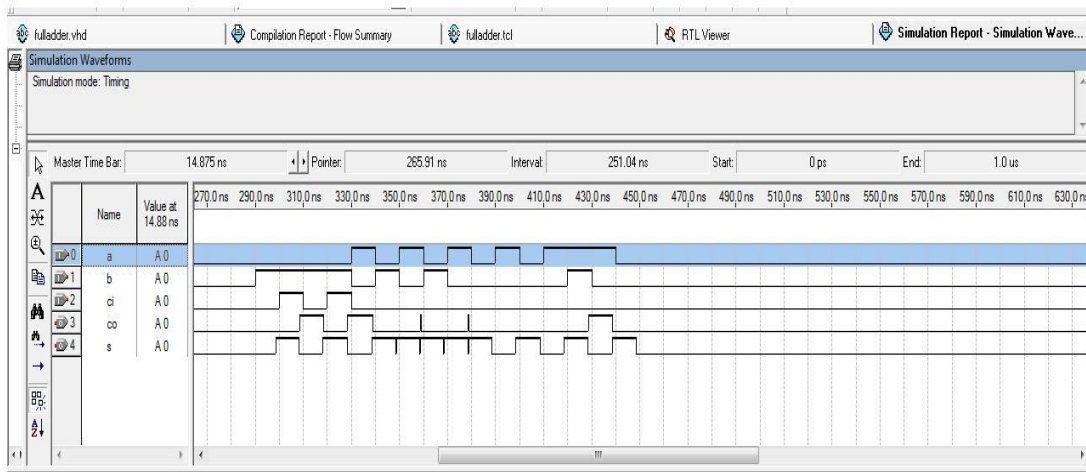 fulladder.vhd Compilation Report - Flow Summary fulladder.tcl RTL Viewer Simulation Report - Simulation Wave...
Simulation Waveforms
Simulation mode: Timing
Master Time Bar: 14.875 ns Pointer: 265.91 ns Interval: 251.04 ns Start: 0 ps End: 1.0 us
Name Value at 14.88 ns 270.0 ns 290.0 ns 310.0 ns 330.0 ns 350.0 ns 370.0 ns 390.0 ns 410.0 ns 430.0 ns 450.0 ns 470.0 ns 490.0 ns 510.0 ns 530.0 ns 550.0 ns 570.0 ns 590.0 ns 610.0 ns 630.0 n
0 a A 0
1 b A 0
2 ci A 0
3 co A 0
4 s A 0